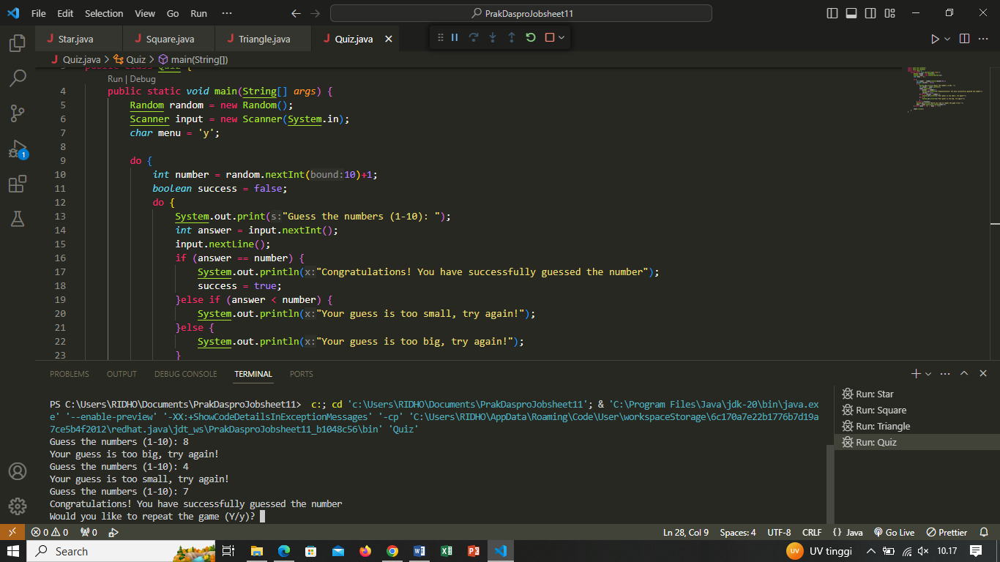 File Edit Selection View Go Run ··· PrakDasproJobsheet11
Star.java Square.java Triangle.java Quiz.java
Quiz.java > Quiz > main(String[])
3 public class Quiz {
Run | Debug
4 public static void main(String[] args) {
5 Random random = new Random();
6 Scanner input = new Scanner(System.in);
7 char menu = 'y';
8
9 do {
10 int number = random.nextInt(bound:10)+1;
11 boolean success = false;
12 do {
13 System.out.print(s:"Guess the numbers (1-10): ");
14 int answer = input.nextInt();
15 input.nextLine();
16 if (answer == number) {
17 System.out.println(x:"Congratulations! You have successfully guessed the number");
18 success = true;
19 }else if (answer < number) {
20 System.out.println(x:"Your guess is too small, try again!");
21 }else {
22 System.out.println(x:"Your guess is too big, try again!");
23 }
PROBLEMS OUTPUT DEBUG CONSOLE TERMINAL PORTS
PS C:\Users\RIDHO\Documents\PrakDasproJobsheet11> c:; cd 'c:\Users\RIDHO\Documents\PrakDasproJobsheet11'; & 'C:\Program Files\Java\jdk-20\bin\java.ex
e' '--enable-preview' '-XX:+ShowCodeDetailsInExceptionMessages' '-cp' 'C:\Users\RIDHO\AppData\Roaming\Code\User\workspaceStorage\6c170a7e22b1776b7d19a
7ce5b4f2012\redhat.java\jdt_ws\PrakDasproJobsheet11_b1048c56\bin' 'Quiz'
Guess the numbers (1-10): 8
Your guess is too big, try again!
Guess the numbers (1-10): 4
Your guess is too small, try again!
Guess the numbers (1-10): 7
Congratulations! You have successfully guessed the number
Would you like to repeat the game (Y/y)?
Run: Star
Run: Square
Run: Triangle
Run: Quiz
1
0 0 0 Ln 28, Col 9 Spaces: 4 UTF-8 CRLF {} Java Go Live Prettier
Search UV UV tinggi 10.17